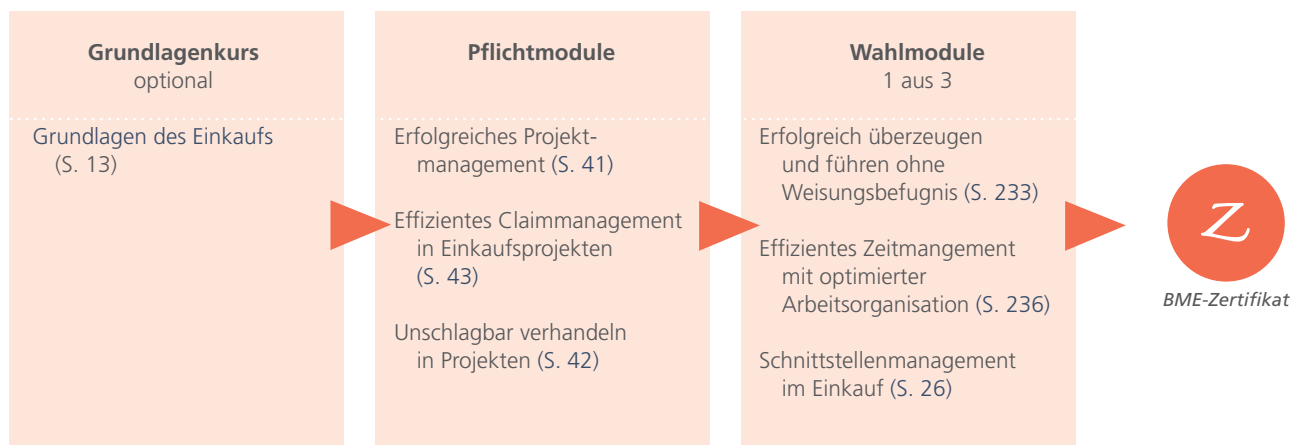 Grundlagenkurs
optional
Grundlagen des Einkaufs
(S. 13)
Pflichtmodule
Erfolgreiches Projekt-
management (S. 41)
Effizientes Claimmanagement
in Einkaufsprojekten
(S. 43)
Unschlagbar verhandeln
in Projekten (S. 42)
Wahlmodule
1 aus 3
Erfolgreich überzeugen
und führen ohne
Weisungsbefugnis (S. 233)
Effizientes Zeitmangement
mit optimierter
Arbeitsorganisation (S. 236)
Schnittstellenmanagement
im Einkauf (S. 26)
Z
BME-Zertifikat